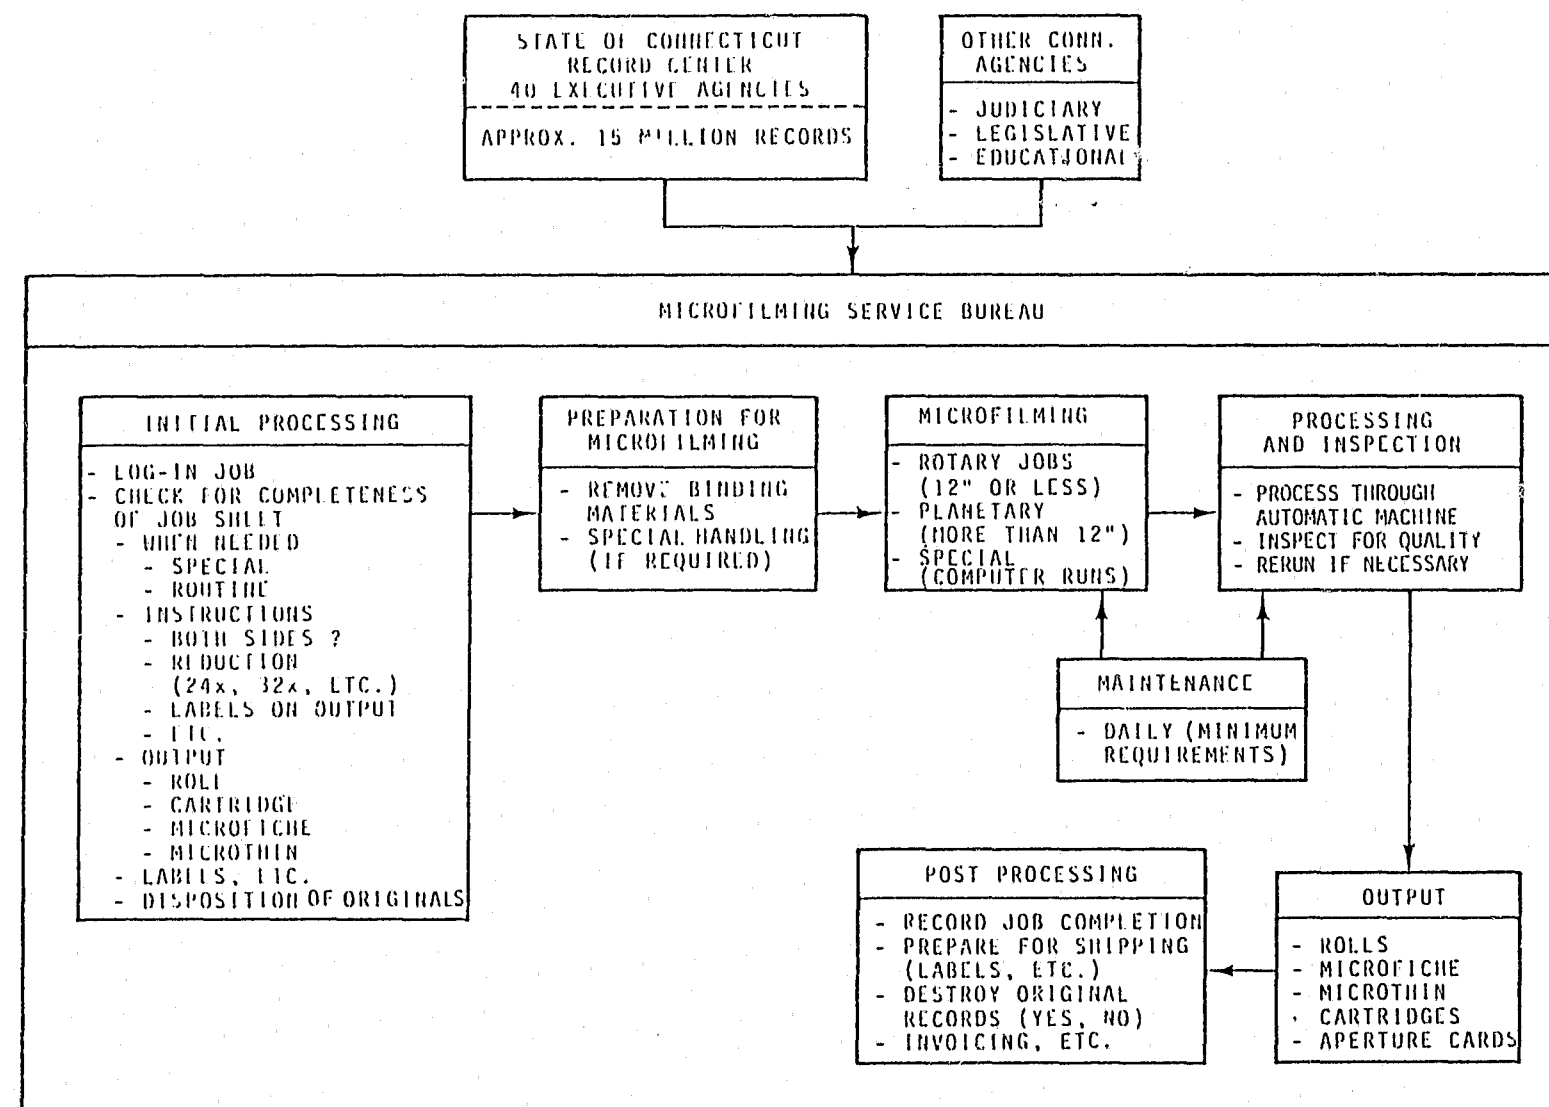 STATE OF CONNECTICUT
RECORD CENTER
40 EXECUTIVE AGENCIES
APPROX. 15 MILLION RECORDS
OTHER CONN.
AGENCIES
- JUDICIARY
- LEGISLATIVE
- EDUCATIONAL
MICROFILMING SERVICE BUREAU
INITIAL PROCESSING
- LOG-IN JOB
- CHECK FOR COMPLETENESS
OF JOB SHEET
- WHEN NEEDED
- SPECIAL
- ROUTINE
- INSTRUCTIONS
- BOTH SIDES ?
- REDUCTION
(24x, 32x, ETC.)
- LABELS ON OUTPUT
- ETC.
- OUTPUT
- ROLL
- CARTRIDGE
- MICROFICHE
- MICROTHIN
- LABELS, ETC.
- DISPOSITION OF ORIGINALS
PREPARATION FOR
MICROFILMING
- REMOVE BINDING
MATERIALS
- SPECIAL HANDLING
(IF REQUIRED)
MICROFILMING
- ROTARY JOBS
(12" OR LESS)
- PLANETARY
(MORE THAN 12")
- SPECIAL
(COMPUTER RUNS)
PROCESSING
AND INSPECTION
- PROCESS THROUGH
AUTOMATIC MACHINE
- INSPECT FOR QUALITY
- RERUN IF NECESSARY
MAINTENANCE
- DAILY (MINIMUM
REQUIREMENTS)
POST PROCESSING
- RECORD JOB COMPLETION
- PREPARE FOR SHIPPING
(LABELS, ETC.)
- DESTROY ORIGINAL
RECORDS (YES, NO)
- INVOICING, ETC.
OUTPUT
- ROLLS
- MICROFICHE
- MICROTHIN
- CARTRIDGES
- APERTURE CARDS